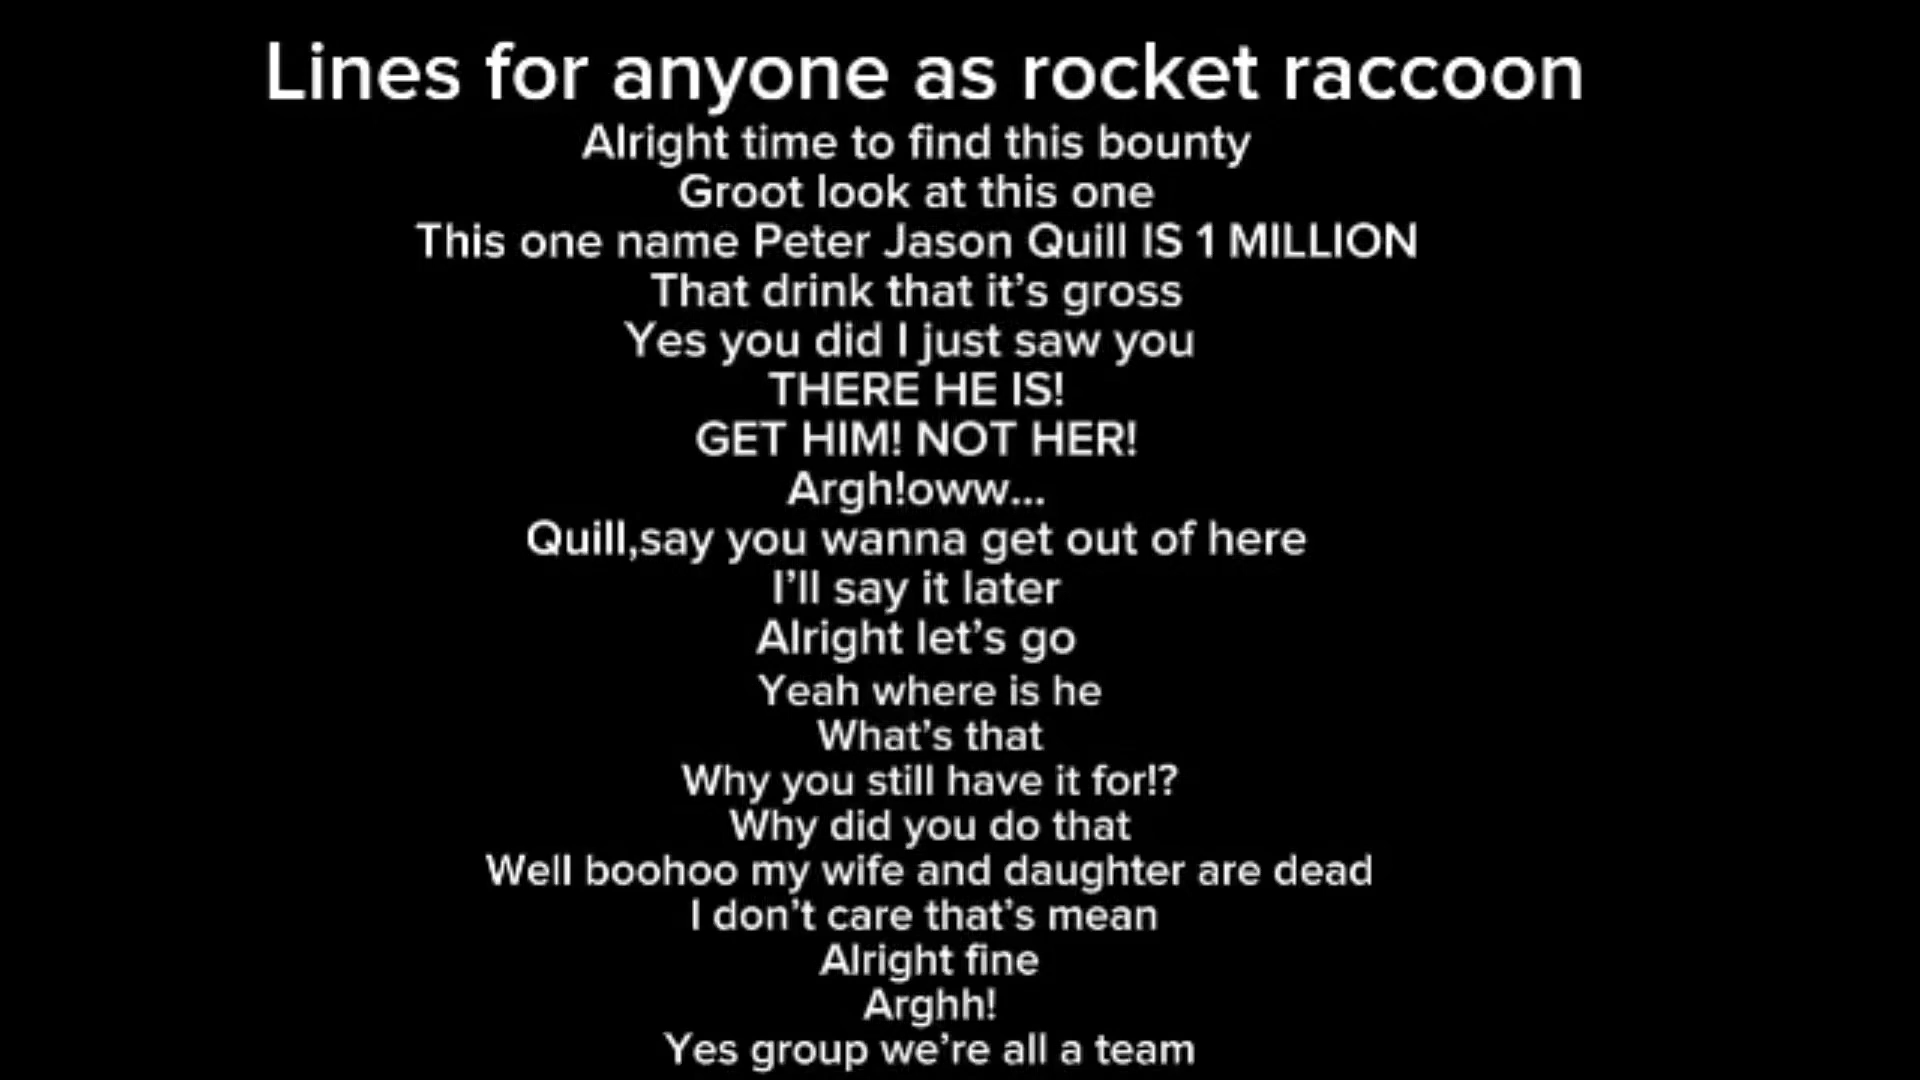 Lines for anyone as rocket raccoon
Alright time to find this bounty
Groot look at this one
This one name Peter Jason Quill IS 1 MILLION
That drink that it’s gross
Yes you did I just saw you
THERE HE IS!
GET HIM! NOT HER!
Argh!oww...
Quill,say you wanna get out of here
I’ll say it later
Alright let’s go
Yeah where is he
What’s that
Why you still have it for!?
Why did you do that
Well boohoo my wife and daughter are dead
I don’t care that’s mean
Alright fine
Arghh!
Yes group we’re all a team